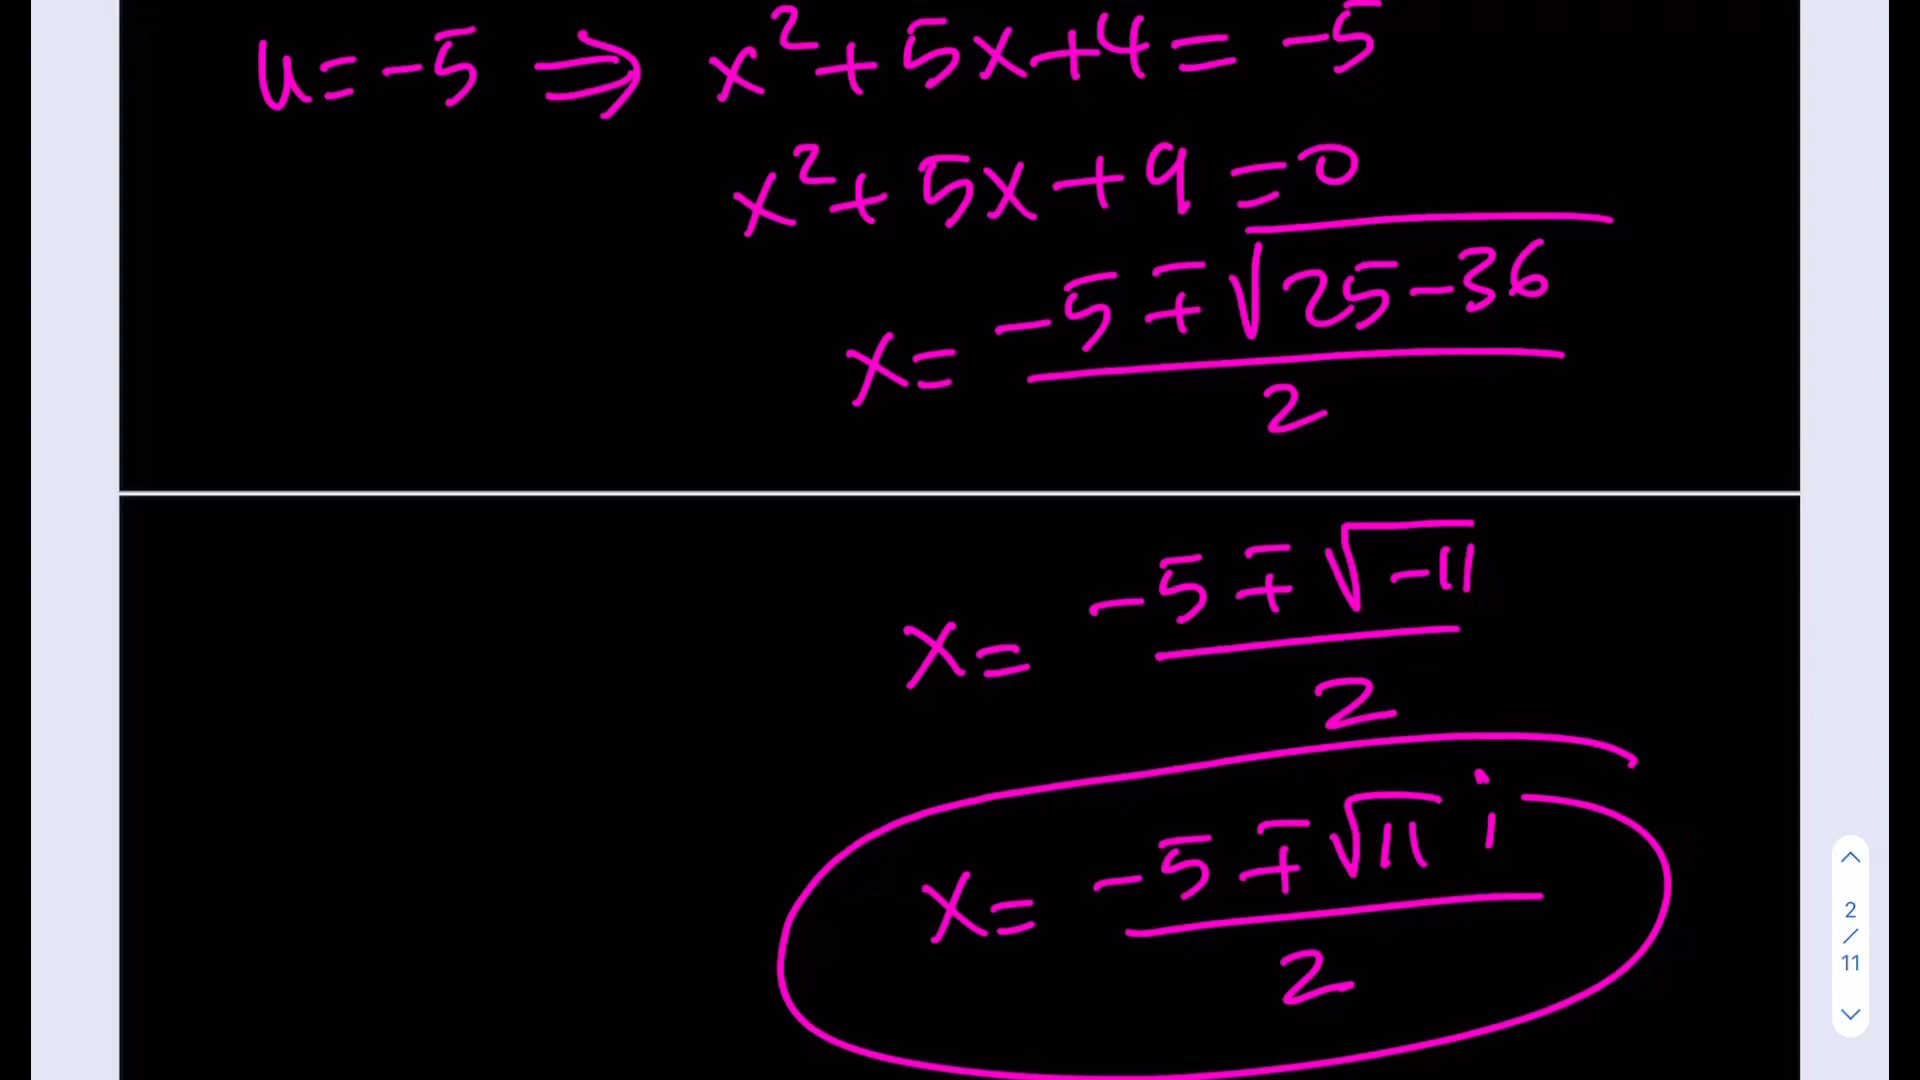 u = -5 ⇒ x² + 5x + 4 = -5
x² + 5x + 9 = 0
x = (-5 ∓ √(25 - 36)) / 2
x = (-5 ∓ √(-11)) / 2
x = (-5 ∓ √11 i) / 2
2
/
11